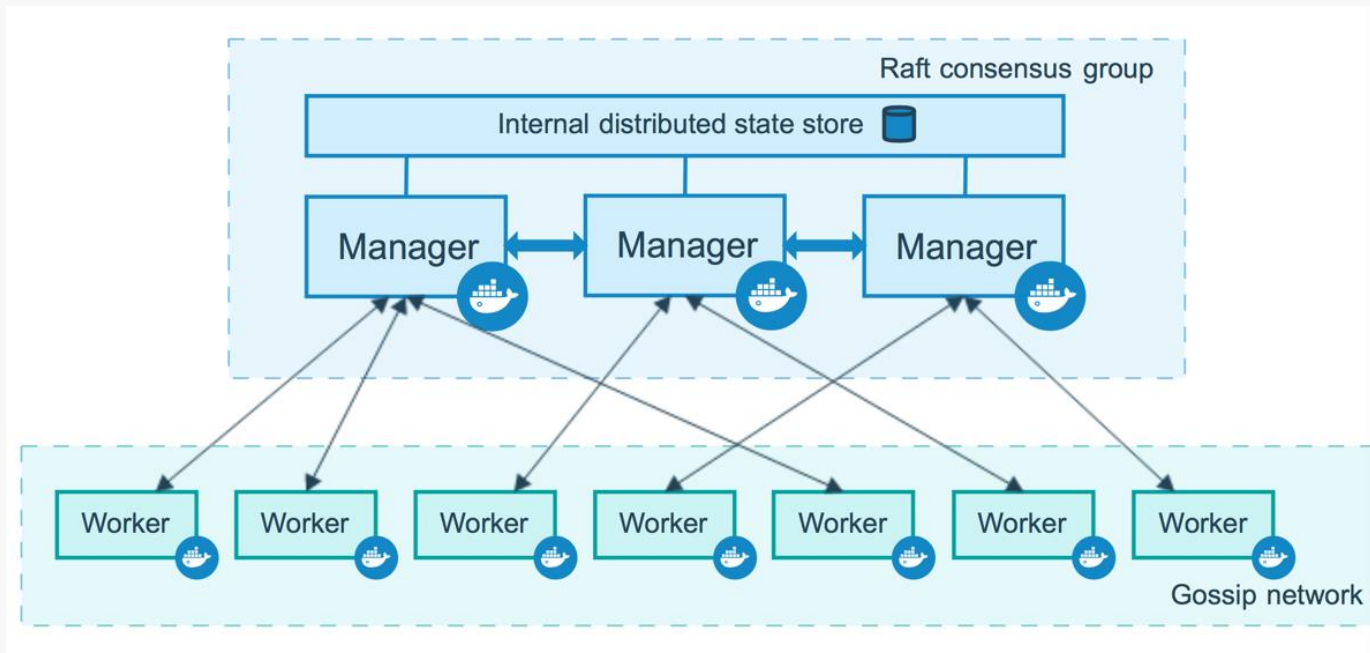 Raft consensus group
Internal distributed state store
Manager
Manager
Manager
Worker
Worker
Worker
Worker
Worker
Worker
Worker
Gossip network